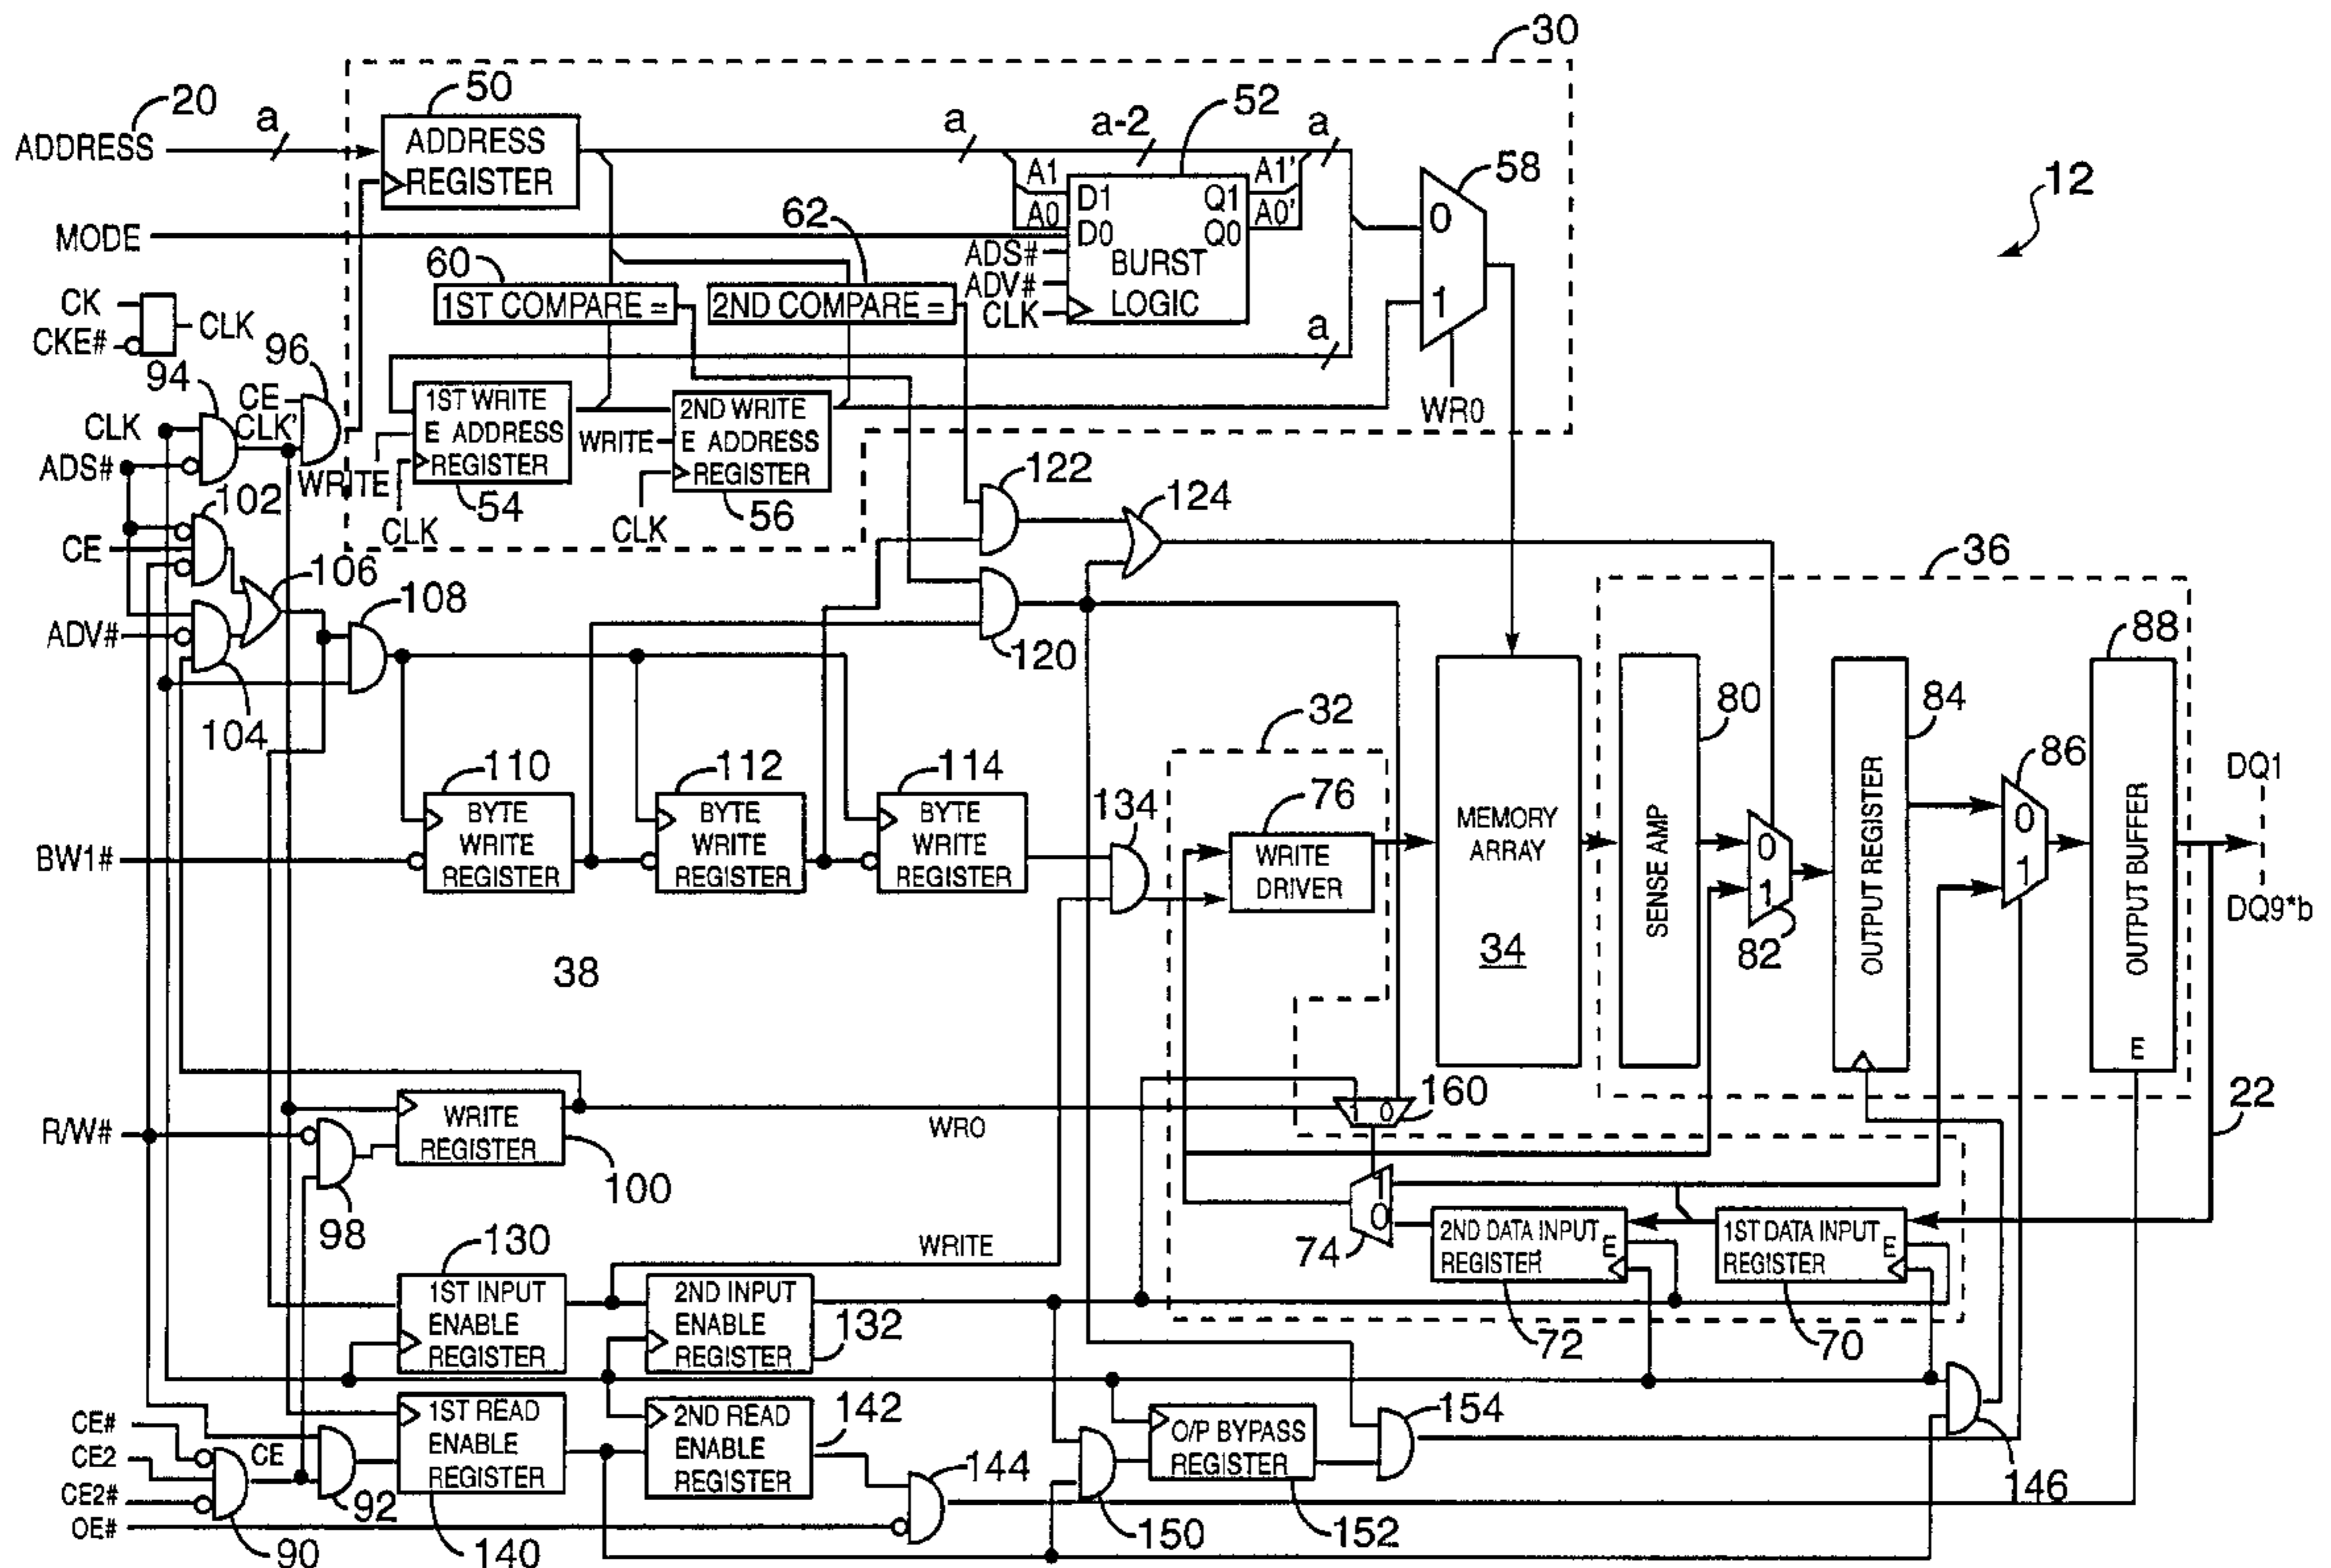 30
20
50
52
ADDRESS
a
ADDRESS
REGISTER
a
a-2
a
A1
A0
D1
D0
Q1
Q0
A1'
A0'
BURST
LOGIC
58
0
1
12
MODE
62
60
ADS#
ADV#
CLK
1ST COMPARE =
2ND COMPARE =
CK
CKE#
CLK
96
94
CE
CLK
CLK'
ADS#
a
1ST WRITE
E ADDRESS
REGISTER
2ND WRITE
E ADDRESS
REGISTER
WRITE
WRITE
WR0
102
54
56
CLK
CLK
122
124
CE
106
108
36
ADV#
120
88
104
32
80
84
110
112
114
76
134
86
DQ1
BYTE
WRITE
REGISTER
BYTE
WRITE
REGISTER
BYTE
WRITE
REGISTER
BW1#
WRITE
DRIVER
MEMORY
ARRAY
34
SENSE AMP
0
1
82
OUTPUT REGISTER
0
1
OUTPUT BUFFER
E
DQ9*b
38
160
1
0
22
R/W#
WRITE
REGISTER
WRO
100
98
1
0
74
2ND DATA INPUT
REGISTER
E
1ST DATA INPUT
REGISTER
E
130
WRITE
1ST INPUT
ENABLE
REGISTER
2ND INPUT
ENABLE
REGISTER
132
72
70
CE#
CE2
CE2#
OE#
CE
1ST READ
ENABLE
REGISTER
2ND READ
ENABLE
REGISTER
142
O/P BYPASS
REGISTER
154
144
146
92
90
140
150
152